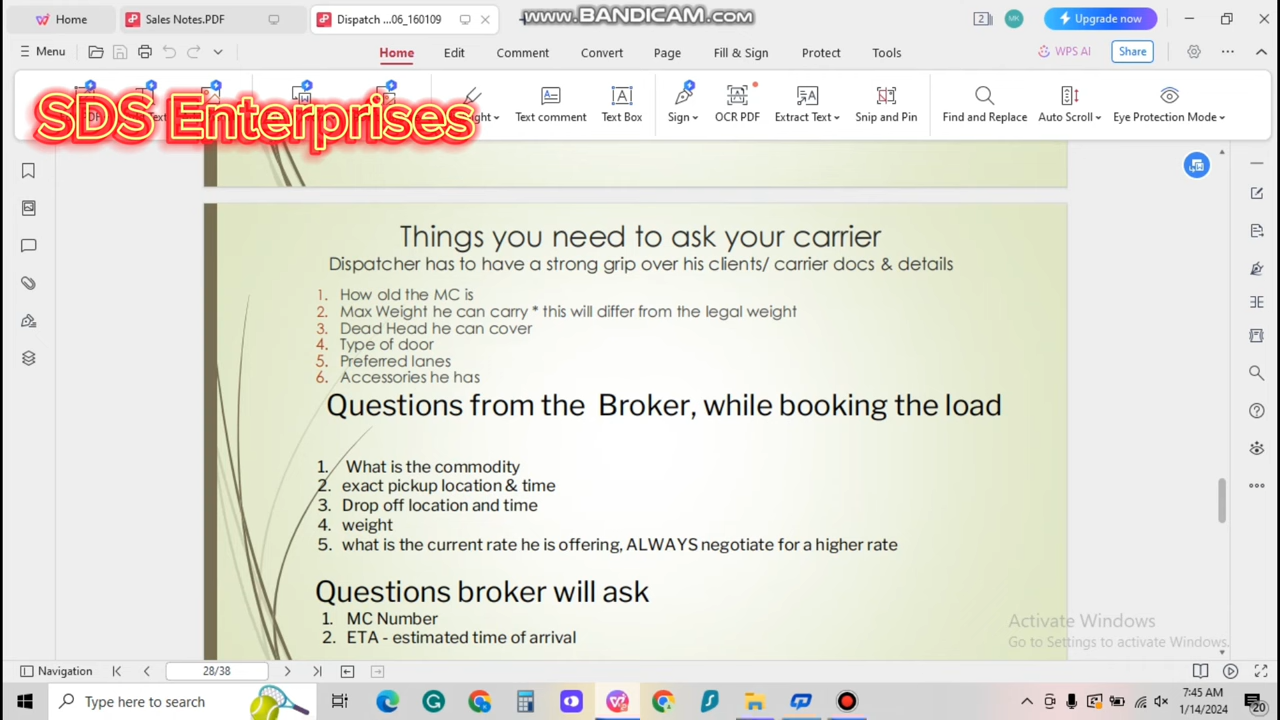 Home
Sales Notes.PDF
Dispatch ...06_160109
www.BANDICAM.com
2
MK
Upgrade now
Menu
Home
Edit
Comment
Convert
Page
Fill & Sign
Protect
Tools
WPS AI
Share
SDS Enterprises
Text comment
Text Box
Sign
OCR PDF
Extract Text
Snip and Pin
Find and Replace
Auto Scroll
Eye Protection Mode
Things you need to ask your carrier
Dispatcher has to have a strong grip over his clients/ carrier docs & details
1. How old the MC is
2. Max Weight he can carry * this will differ from the legal weight
3. Dead Head he can cover
4. Type of door
5. Preferred lanes
6. Accessories he has
Questions from the Broker, while booking the load
1. What is the commodity
2. exact pickup location & time
3. Drop off location and time
4. weight
5. what is the current rate he is offering, ALWAYS negotiate for a higher rate
Questions broker will ask
1. MC Number
2. ETA - estimated time of arrival
Activate Windows
Go to Settings to activate Windows.
Navigation
28/38
Type here to search
7:45 AM
1/14/2024
20